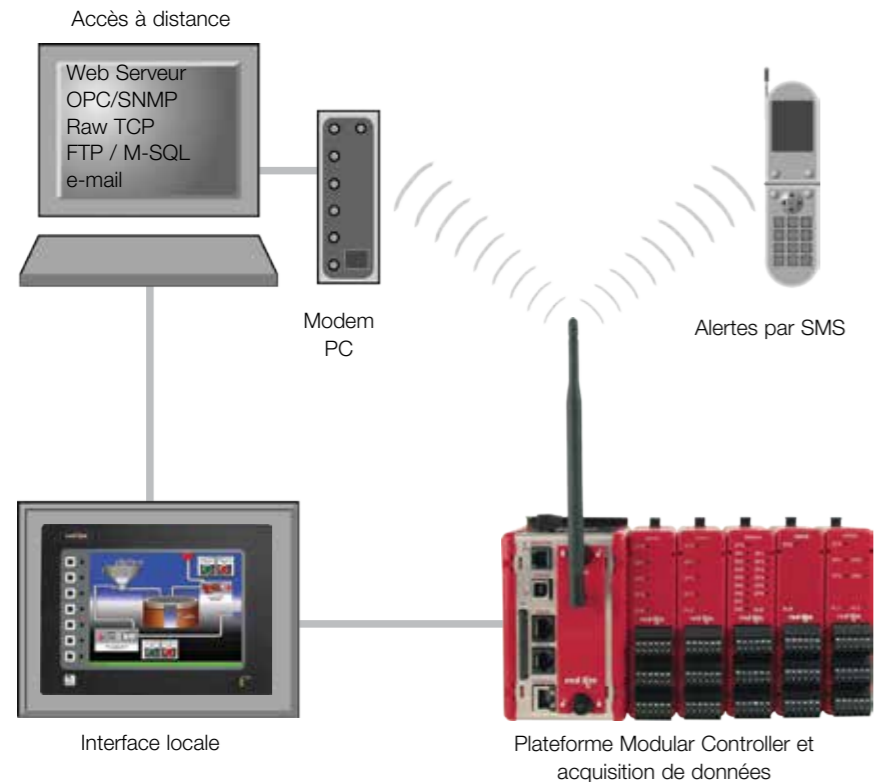 Accès à distance
Web Serveur
OPC/SNMP
Raw TCP
FTP / M-SQL
e-mail
Modem
PC
Alertes par SMS
Interface locale
Plateforme Modular Controller et
acquisition de données